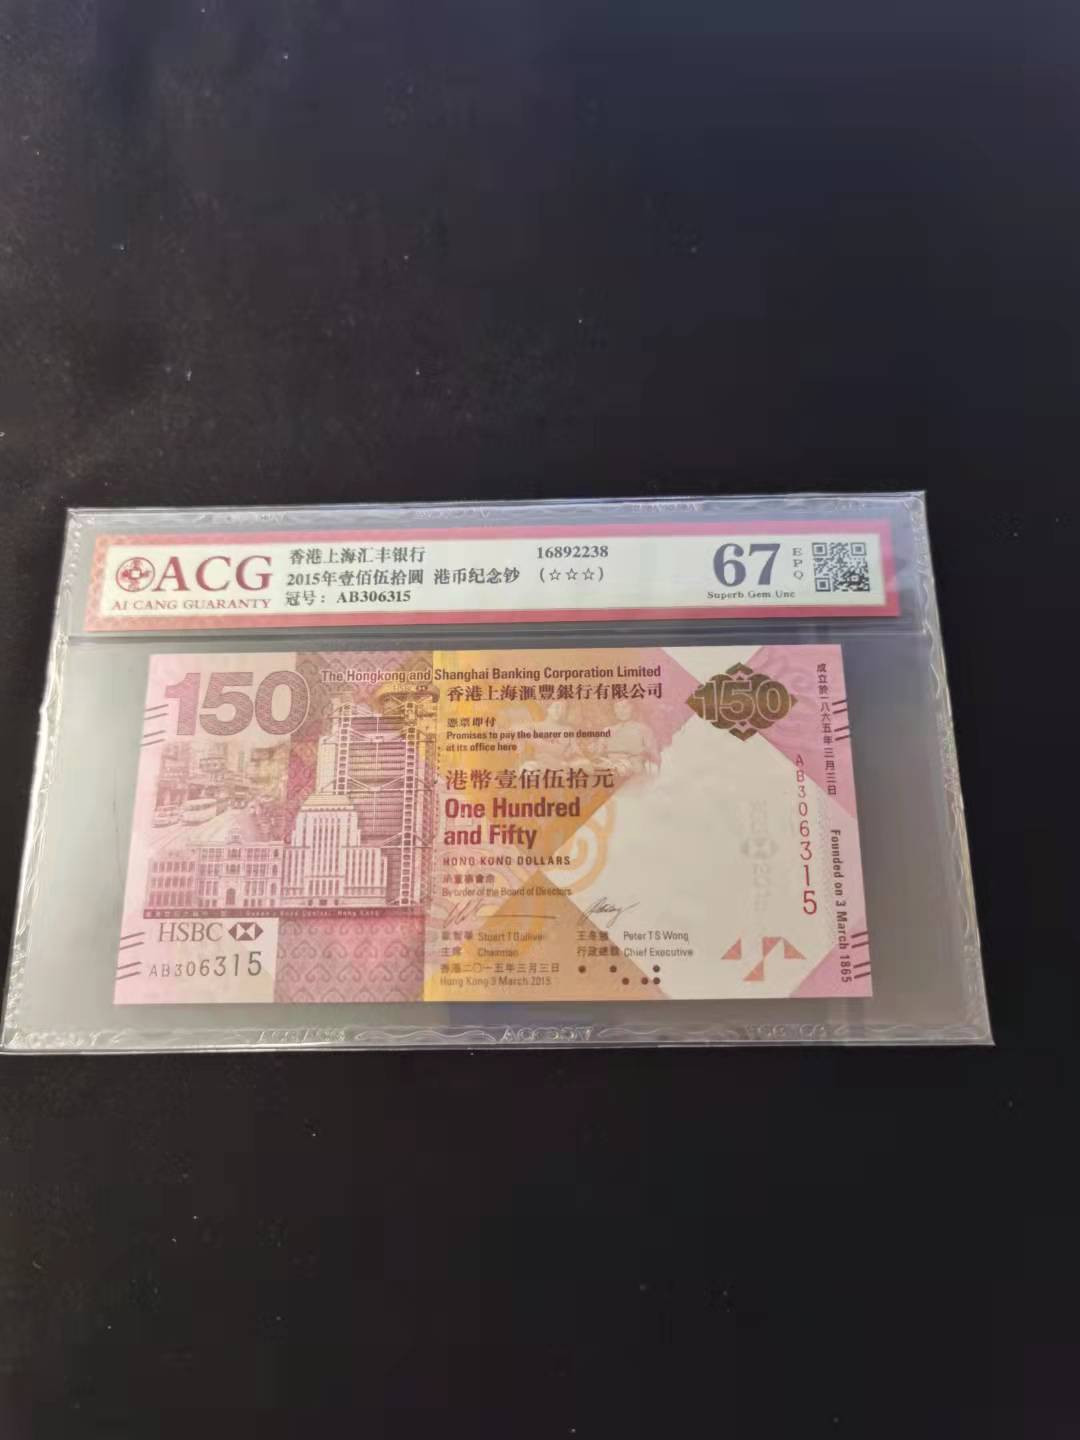 ACG
AI CANG GUARANTY
香港上海汇丰银行
2015年壹佰伍拾圆 港币纪念钞
冠号: AB306315
16892238
(☆☆☆)
67
EPQ
Superb Gem Unc
150
The Hongkong and Shanghai Banking Corporation Limited
香港上海滙豐銀行有限公司
憑票即付
Promises to pay the bearer on demand
at its office here
港幣壹佰伍拾元
One Hundred
and Fifty
HONG KONG DOLLARS
承董事會命
By order of the Board of Directors
Stuart T Gulliver
主席 Chairman
Peter T S Wong
行政總裁 Chief Executive
香港二〇一五年三月三日
Hong Kong 3 March 2015
HSBC
AB306315
150
成立於一八六五年三月三日
AB306315
Founded on 3 March 1865